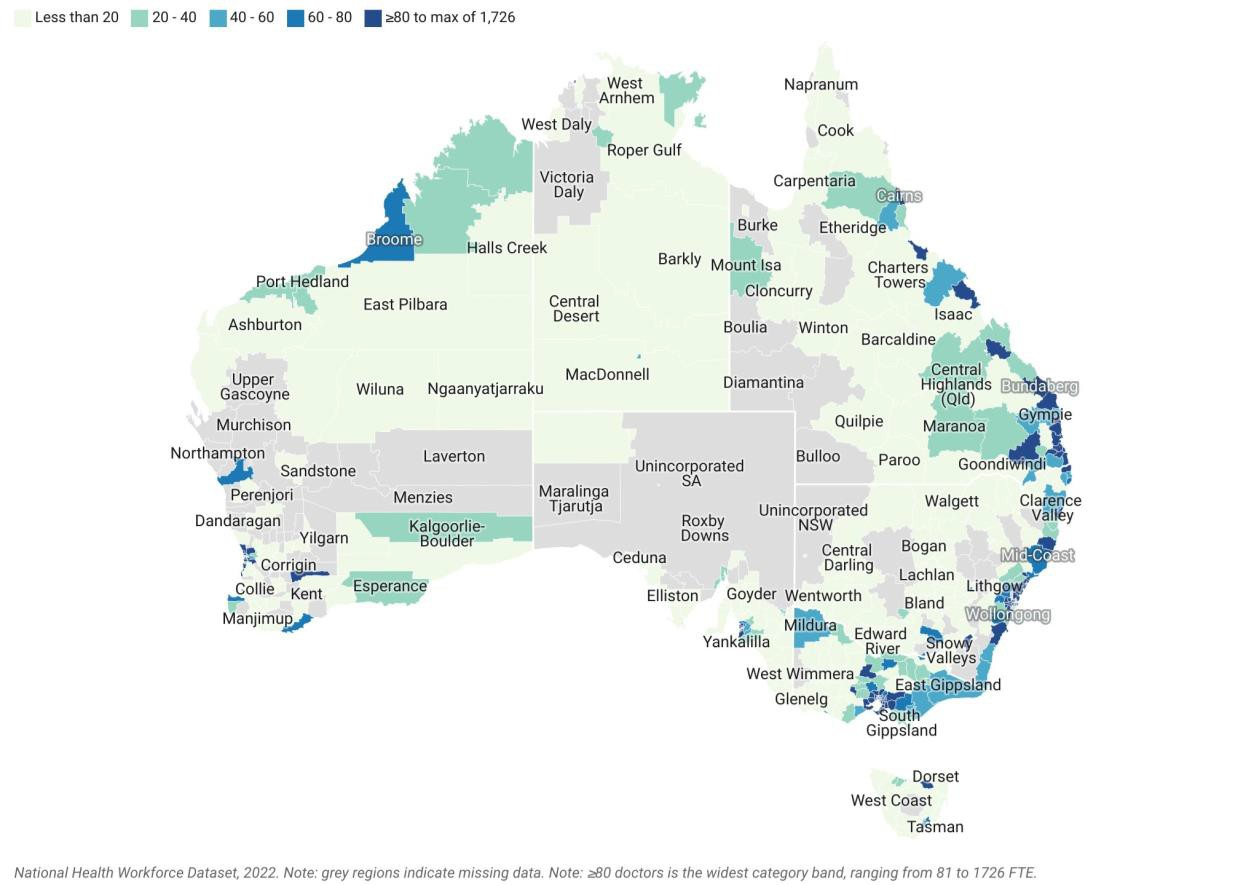 Less than 20 20 - 40 40 - 60 60 - 80 ≥80 to max of 1,726
West
Arnhem
Napranum
West Daly
Cook
Roper Gulf
Victoria
Daly
Carpentaria
Cairns
Burke
Etheridge
Broome
Halls Creek
Barkly
Mount Isa
Charters
Towers
Port Hedland
Cloncurry
East Pilbara
Central
Desert
Isaac
Ashburton
Boulia
Winton
Barcaldine
Upper
Gascoyne
Wiluna
Ngaanyatjarraku
MacDonnell
Diamantina
Central
Highlands
(Qld)
Bundaberg
Murchison
Quilpie
Maranoa
Gympie
Northampton
Sandstone
Laverton
Unincorporated
SA
Bulloo
Paroo
Goondiwindi
Perenjori
Menzies
Maralinga
Tjarutja
Walgett
Clarence
Valley
Dandaragan
Kalgoorlie-
Boulder
Roxby
Downs
Unincorporated
NSW
Yilgarn
Ceduna
Central
Darling
Bogan
Mid-Coast
Corrigin
Lachlan
Collie
Kent
Esperance
Elliston
Goyder
Wentworth
Bland
Lithgow
Manjimup
Wollongong
Yankalilla
Mildura
Edward
River
Snowy
Valleys
West Wimmera
East Gippsland
Glenelg
South
Gippsland
Dorset
West Coast
Tasman
National Health Workforce Dataset, 2022. Note: grey regions indicate missing data. Note: ≥80 doctors is the widest category band, ranging from 81 to 1726 FTE.